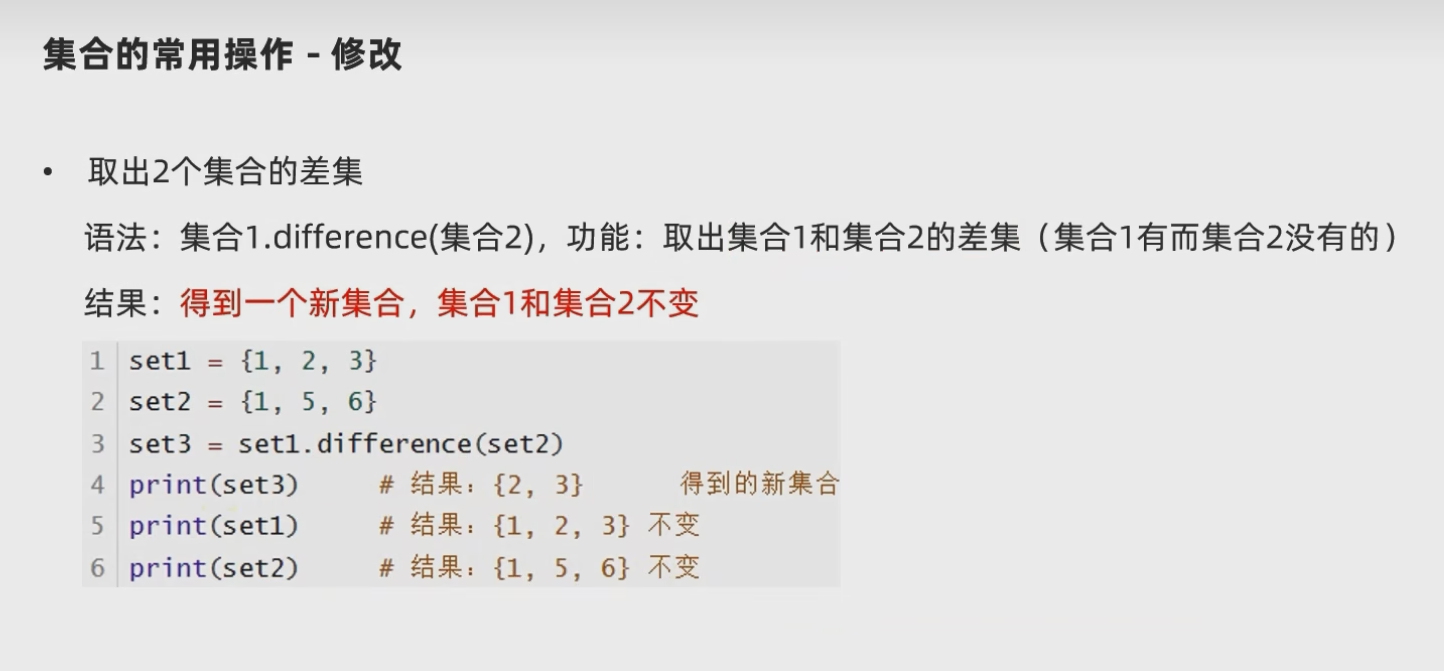 集合的常用操作 - 修改
• 取出2个集合的差集
语法：集合1.difference(集合2)，功能：取出集合1和集合2的差集（集合1有而集合2没有的）
结果：得到一个新集合，集合1和集合2不变
1 set1 = {1, 2, 3}
2 set2 = {1, 5, 6}
3 set3 = set1.difference(set2)
4 print(set3) # 结果：{2, 3} 得到的新集合
5 print(set1) # 结果：{1, 2, 3} 不变
6 print(set2) # 结果：{1, 5, 6} 不变